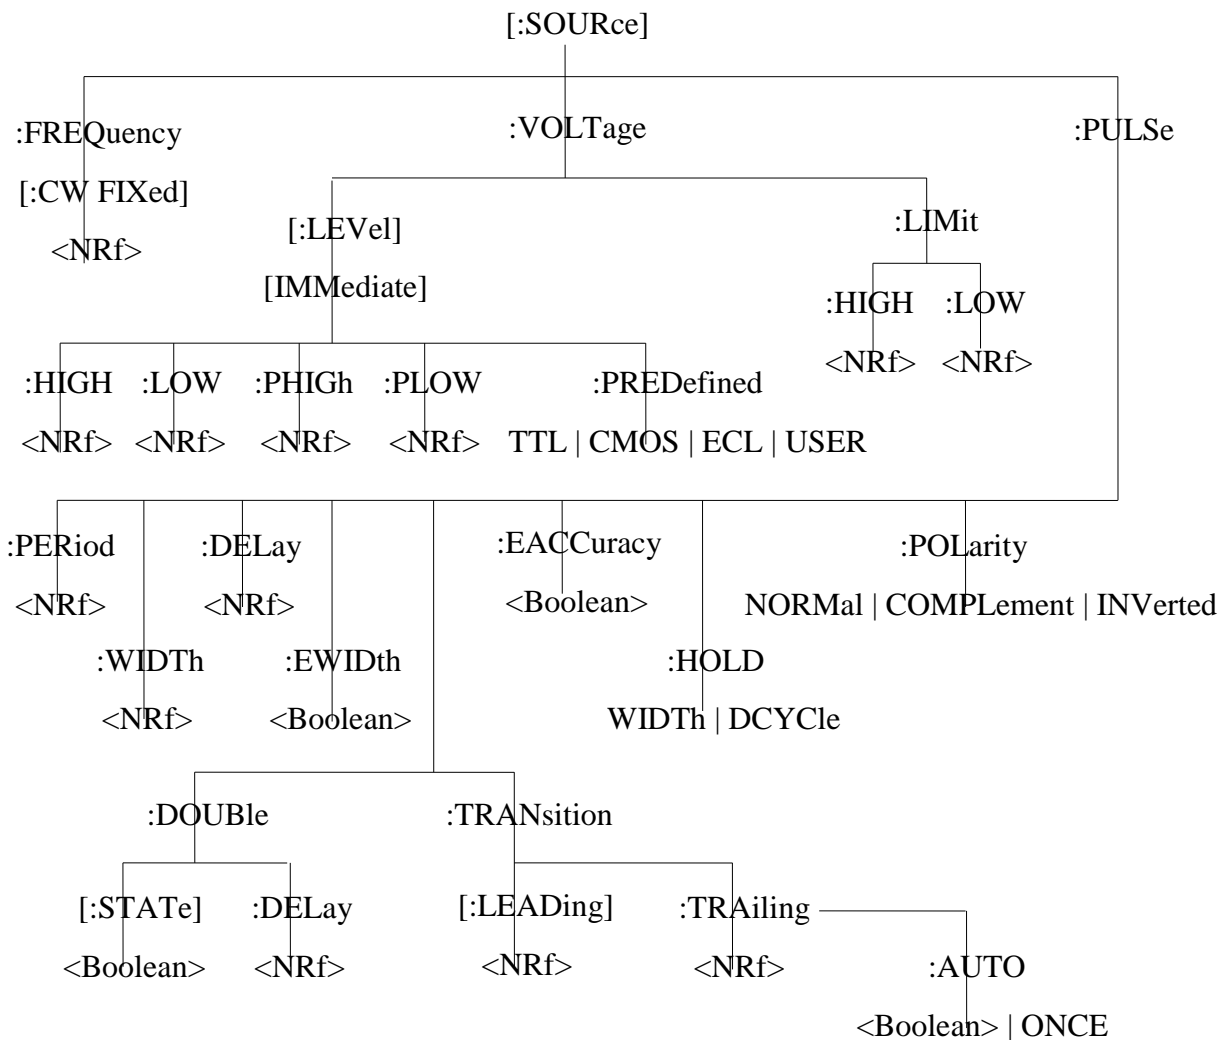 [:SOURce]
:FREQuency :VOLTage :PULSe
[:CW FIXed]
[:LEVel] :LIMit
<NRf>
[IMMediate]
:HIGH :LOW
<NRf> <NRf>
:HIGH :LOW :PHIGh :PLOW :PREDefined
<NRf> <NRf> <NRf> <NRf> TTL | CMOS | ECL | USER
:PERiod :DELay :EACCuracy :POLarity
<NRf> <NRf> <Boolean> NORMal | COMPLement | INVerted
:WIDTh :EWIDth :HOLD
<NRf> <Boolean> WIDTh | DCYCle
:DOUBle :TRANsition
[:STATe] :DELay [:LEADing] :TRAiling
<Boolean> <NRf> <NRf> <NRf> :AUTO
<Boolean> | ONCE